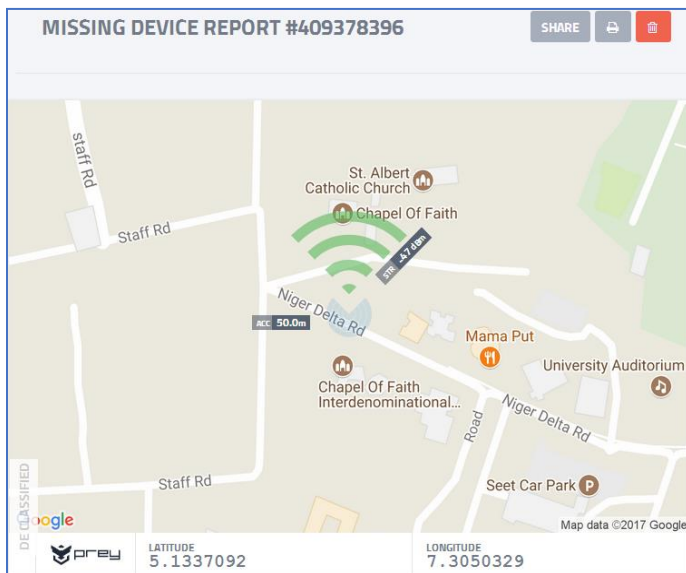 MISSING DEVICE REPORT #409378396
SHARE
staff Rd
St. Albert
Catholic Church
Chapel Of Faith
Staff Rd
STR -47 dBm
Niger Delta Rd
ACC 50.0m
Mama Put
University Auditorium
Chapel Of Faith
Interdenominational...
Niger Delta Rd
Road
Staff Rd
Seet Car Park
P
DE CLASSIFIED
Google
Map data ©2017 Google
prey
LATITUDE
5.1337092
LONGITUDE
7.3050329